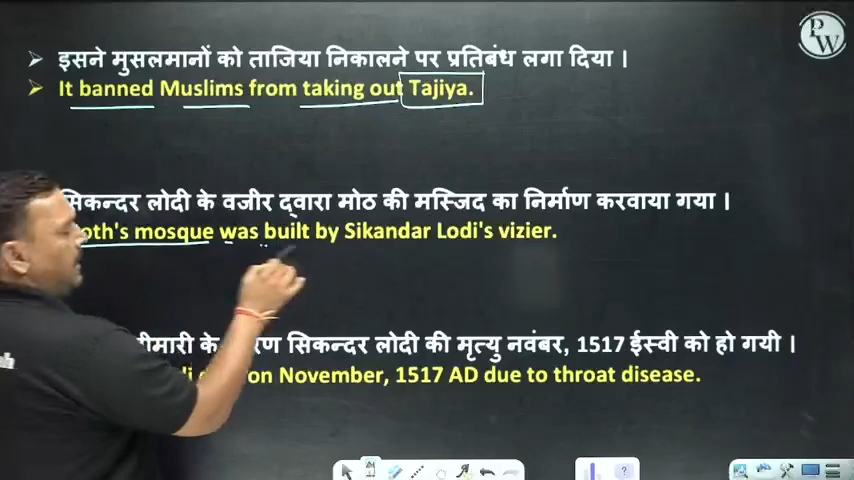 PW
इसने मुसलमानों को ताजिया निकालने पर प्रतिबंध लगा दिया ।
It banned Muslims from taking out Tajiya.
सिकन्दर लोदी के वजीर द्वारा मोठ की मस्जिद का निर्माण करवाया गया ।
mosque was built by Sikandar Lodi's vizier.
के सिकन्दर लोदी की मृत्यु नवंबर, 1517 ईस्वी को हो गयी ।
on November, 1517 AD due to throat disease.